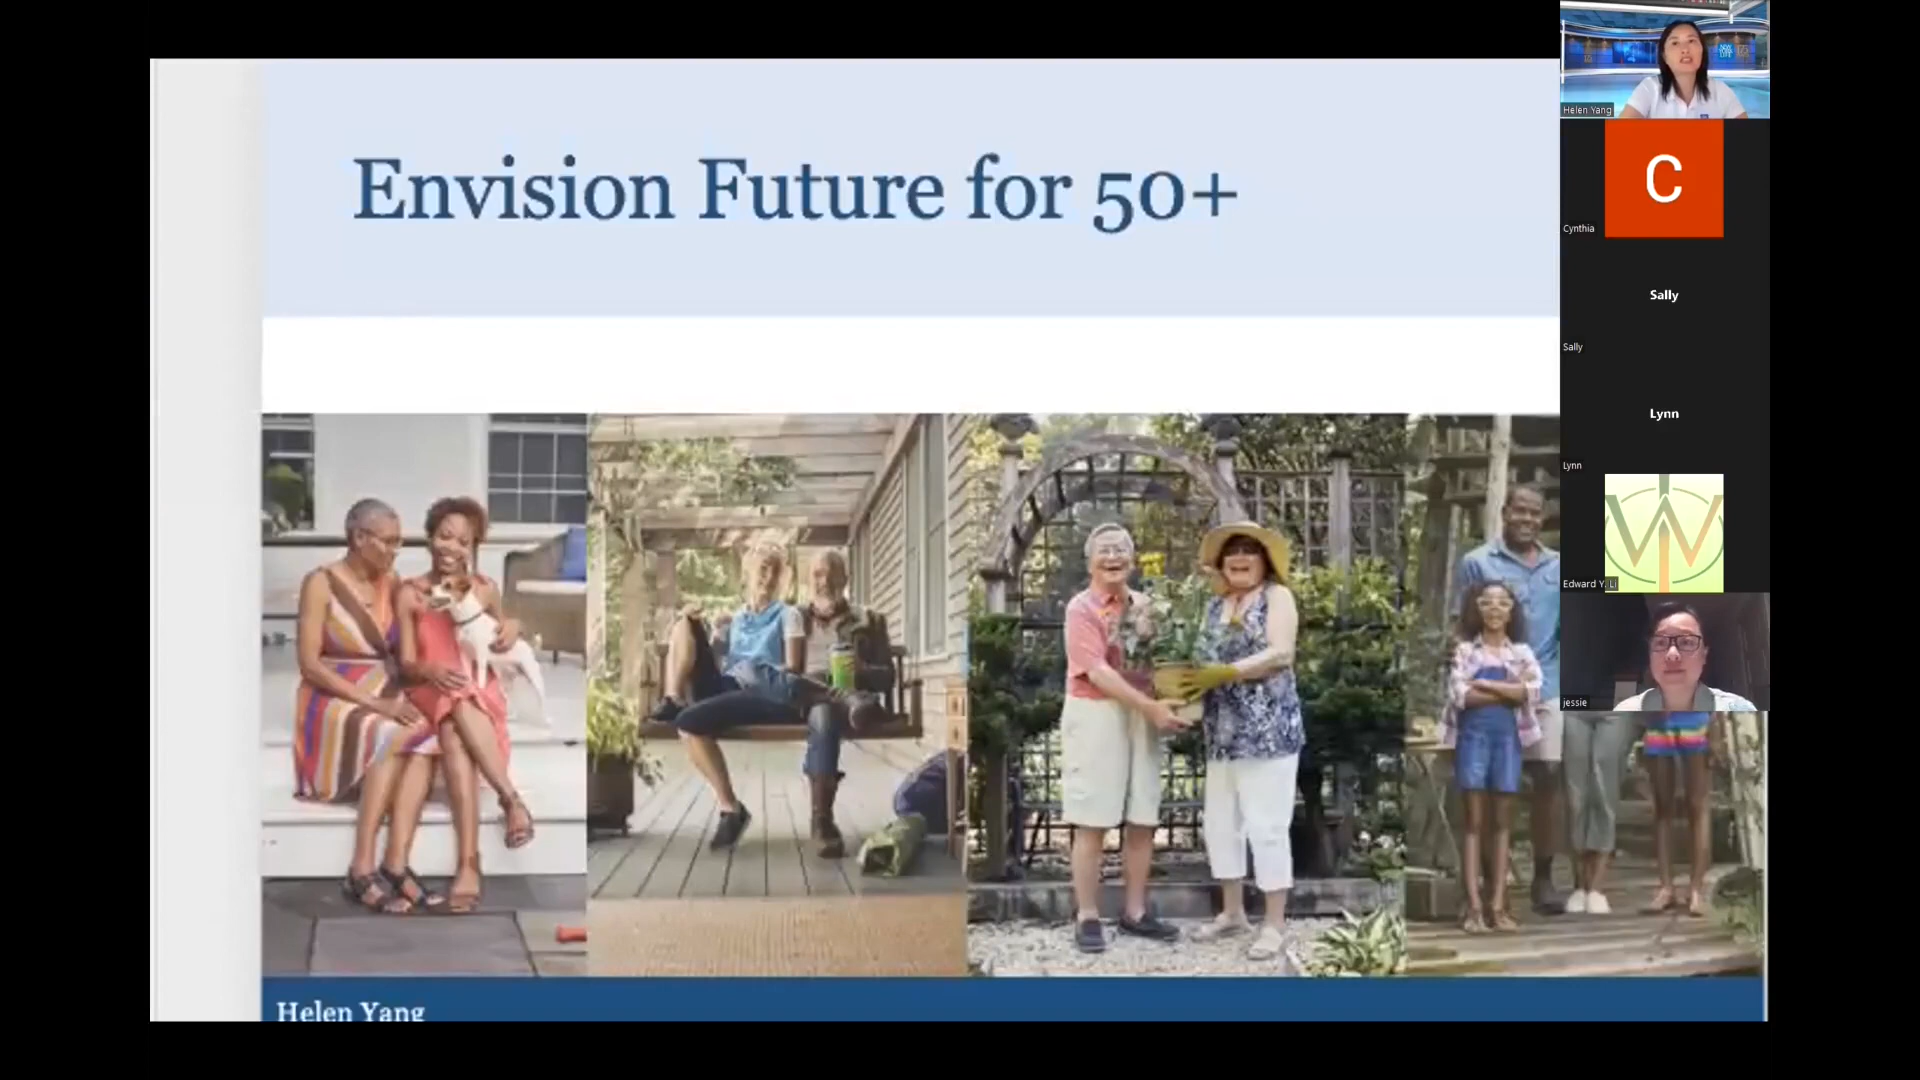 Envision Future for 50+
Helen Yang
Helen Yang
C
Cynthia
Sally
Sally
Lynn
Lynn
W
Edward Y. Li
jessie